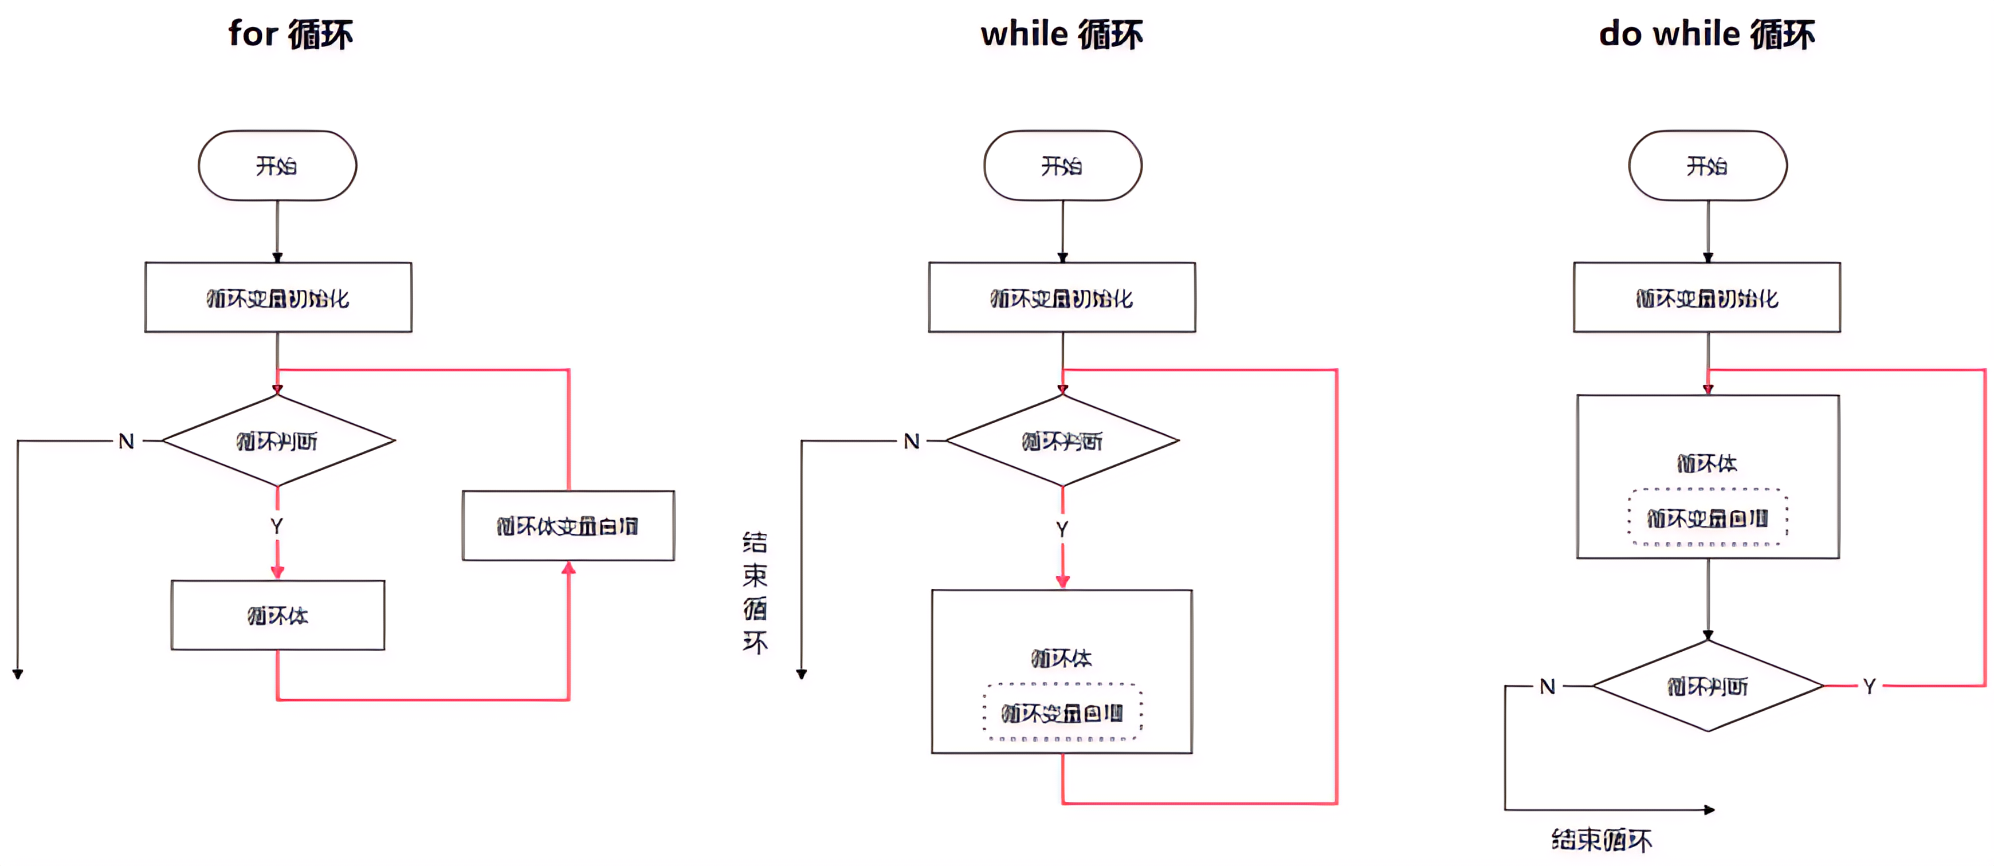 for 循环
开始
循环变量初始化
循环判断
N
Y
循环体变量自增
循环体
while 循环
开始
循环变量初始化
循环判断
N
Y
结束循环
循环体
循环变量自增
do while 循环
开始
循环变量初始化
循环体
循环变量自增
循环判断
N
Y
结束循环